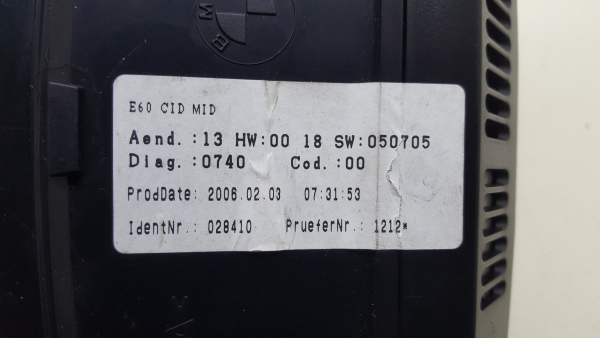 BMW
E60 CID MID
Aend.:13 HW:00 18 SW:050705
Diag.:0740 Cod.:00
ProdDate: 2006.02.03 07:31:53
IdentNr.: 028410 PrueferNr.: 1212*